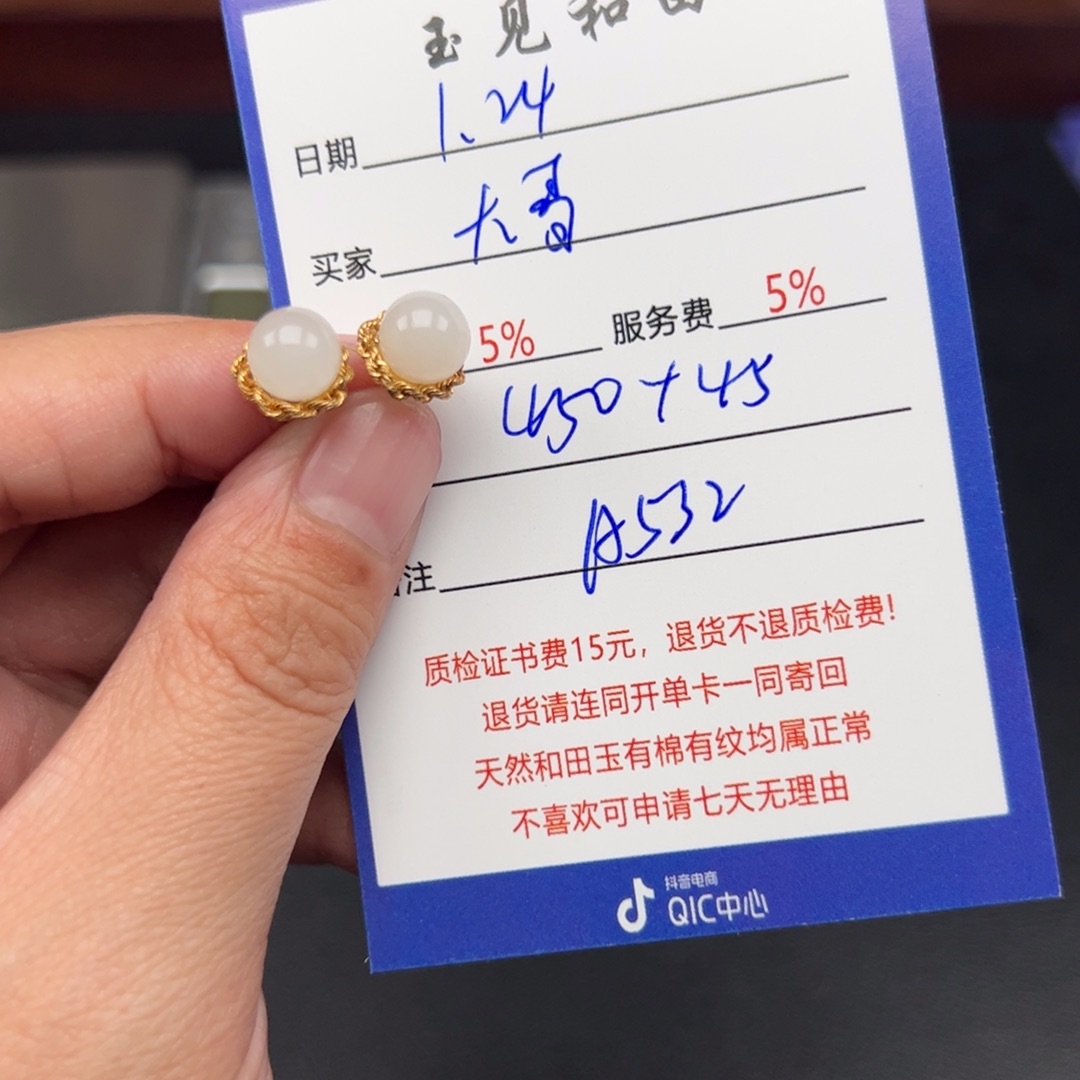 玉见和田
日期 1.24
买家 大
5% 服务费 5%
450+45
注 A532
质检证书费15元，退货不退质检费！
退货请连同开单卡一同寄回
天然和田玉有棉有纹均属正常
不喜欢可申请七天无理由
抖音电商
QIC中心